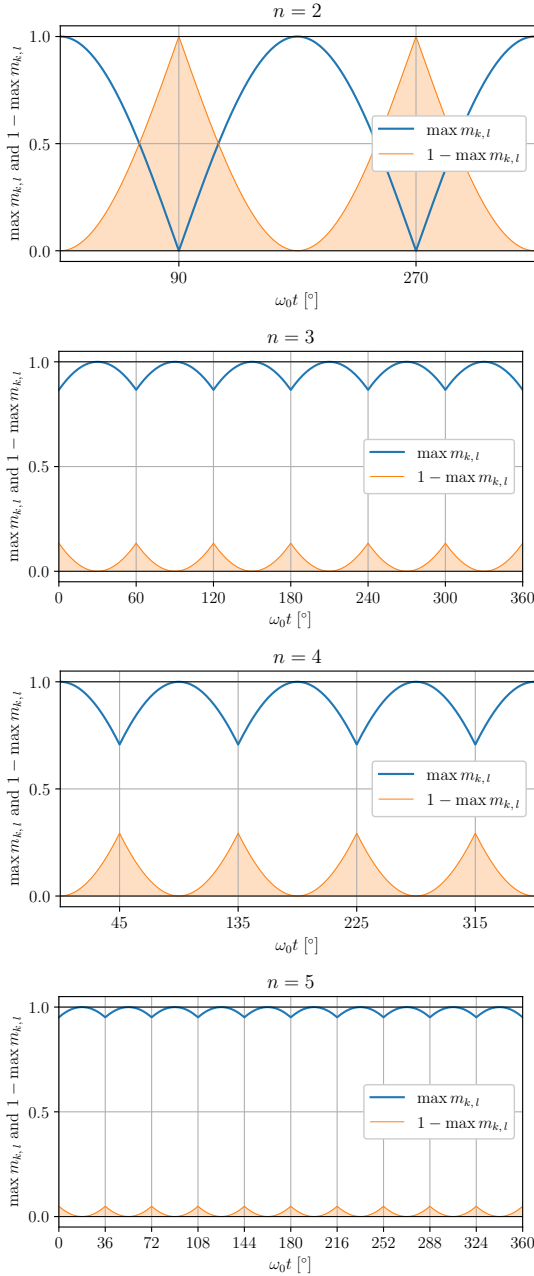 n = 2
max m_{k,l} and 1 − max m_{k,l}
1.0
0.5
0.0
max m_{k,l}
1 − max m_{k,l}
90 270
ω₀t [°]
n = 3
max m_{k,l} and 1 − max m_{k,l}
1.0
0.5
0.0
max m_{k,l}
1 − max m_{k,l}
0 60 120 180 240 300 360
ω₀t [°]
n = 4
max m_{k,l} and 1 − max m_{k,l}
1.0
0.5
0.0
max m_{k,l}
1 − max m_{k,l}
45 135 225 315
ω₀t [°]
n = 5
max m_{k,l} and 1 − max m_{k,l}
1.0
0.5
0.0
max m_{k,l}
1 − max m_{k,l}
0 36 72 108 144 180 216 252 288 324 360
ω₀t [°]